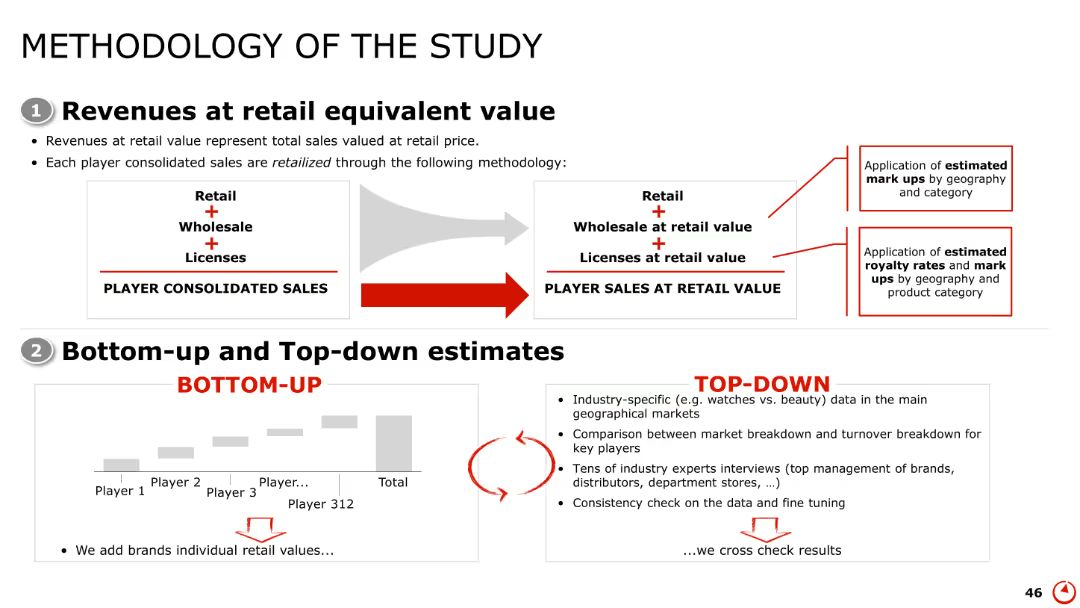 METHODOLOGY OF THE STUDY
1 Revenues at retail equivalent value
• Revenues at retail value represent total sales valued at retail price.
• Each player consolidated sales are retailized through the following methodology:
Retail
+
Wholesale
+
Licenses
PLAYER CONSOLIDATED SALES
Retail
+
Wholesale at retail value
+
Licenses at retail value
PLAYER SALES AT RETAIL VALUE
Application of estimated
mark ups by geography
and category
Application of estimated
royalty rates and mark
ups by geography and
product category
2 Bottom-up and Top-down estimates
BOTTOM-UP
Player 1
Player 2
Player 3
Player...
Player 312
Total
• We add brands individual retail values...
TOP-DOWN
• Industry-specific (e.g. watches vs. beauty) data in the main
geographical markets
• Comparison between market breakdown and turnover breakdown for
key players
• Tens of industry experts interviews (top management of brands,
distributors, department stores, …)
• Consistency check on the data and fine tuning
...we cross check results
46